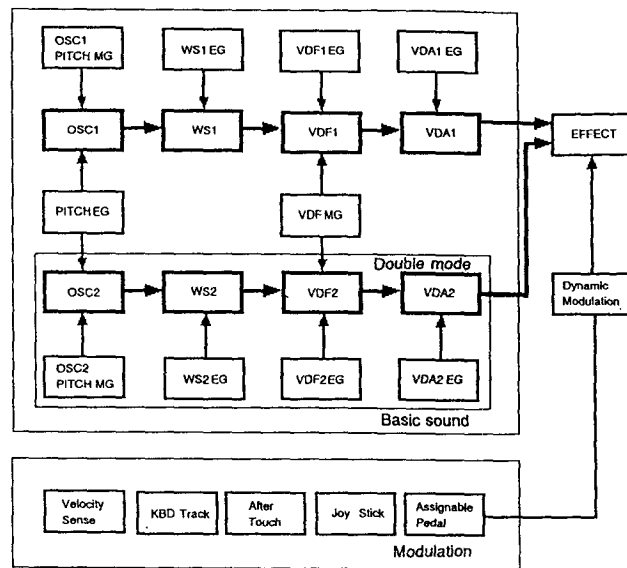 OSC1
PITCH MG
WS1 EG
VDF1 EG
VDA1 EG
OSC1
WS1
VDF1
VDA1
EFFECT
PITCH EG
VDF MG
Double mode
OSC2
WS2
VDF2
VDA2
Dynamic
Modulation
OSC2
PITCH MG
WS2 EG
VDF2 EG
VDA2 EG
Basic sound
Velocity
Sense
KBD Track
After
Touch
Joy Stick
Assignable
Pedal
Modulation